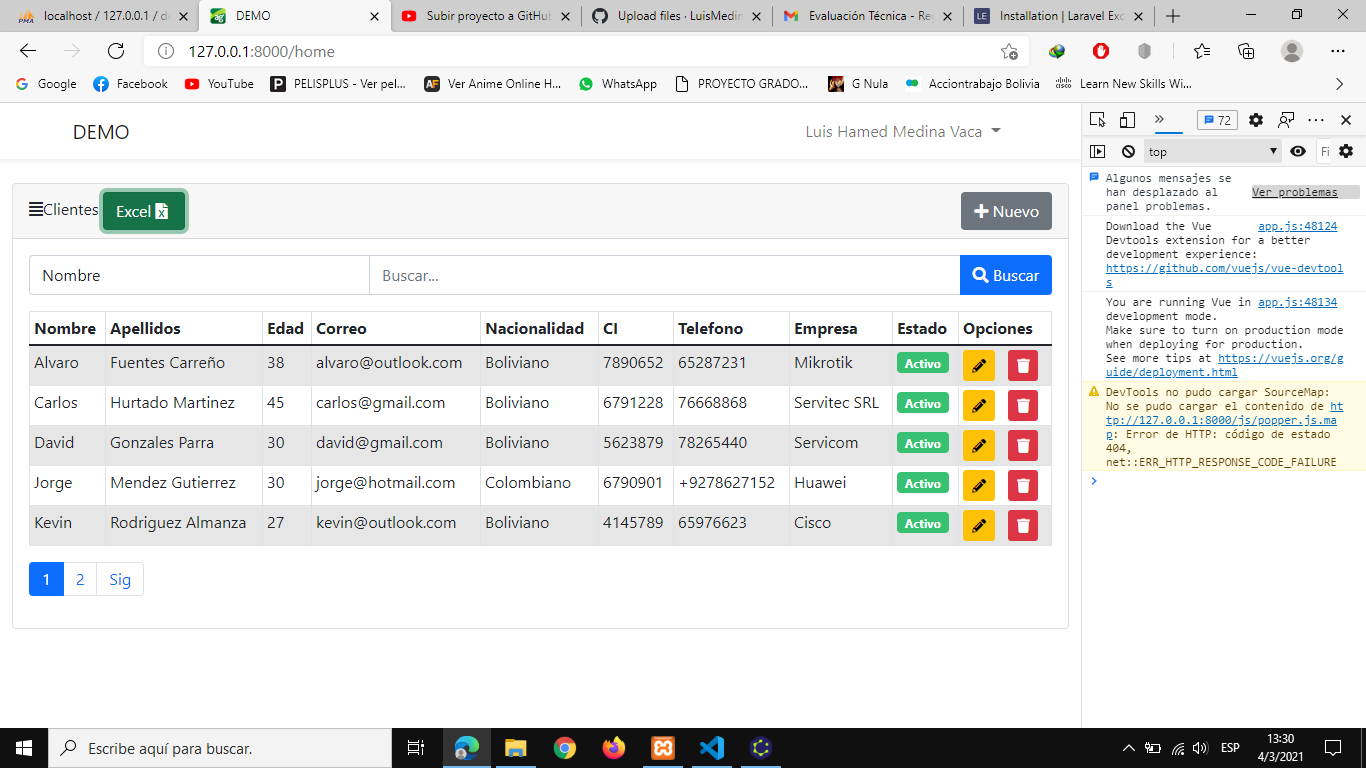 localhost / 127.0.0.1 / de
DEMO
Subir proyecto a GitHub
Upload files · LuisMedin
Evaluación Técnica - Re
Installation | Laravel Exc
127.0.0.1:8000/home
Google
Facebook
YouTube
PELISPLUS - Ver pel...
Ver Anime Online H...
WhatsApp
PROYECTO GRADO...
G Nula
Acciontrabajo Bolivia
Learn New Skills Wi...
DEMO
Luis Hamed Medina Vaca
Clientes
Excel
Nuevo
Nombre
Buscar...
Buscar
Nombre Apellidos Edad Correo Nacionalidad CI Telefono Empresa Estado Opciones
Alvaro Fuentes Carreño 38 alvaro@outlook.com Boliviano 7890652 65287231 Mikrotik Activo
Carlos Hurtado Martinez 45 carlos@gmail.com Boliviano 6791228 76668868 Servitec SRL Activo
David Gonzales Parra 30 david@gmail.com Boliviano 5623879 78265440 Servicom Activo
Jorge Mendez Gutierrez 30 jorge@hotmail.com Colombiano 6790901 +9278627152 Huawei Activo
Kevin Rodriguez Almanza 27 kevin@outlook.com Boliviano 4145789 65976623 Cisco Activo
1 2 Sig
72
top
Fi
Algunos mensajes se
han desplazado al
panel problemas.
Ver problemas
Download the Vue app.js:48124
Devtools extension for a better
development experience:
https://github.com/vuejs/vue-devtool
s
You are running Vue in app.js:48134
development mode.
Make sure to turn on production mode
when deploying for production.
See more tips at https://vuejs.org/g
uide/deployment.html
DevTools no pudo cargar SourceMap:
No se pudo cargar el contenido de ht
tp://127.0.0.1:8000/js/popper.js.ma
p: Error de HTTP: código de estado
404,
net::ERR_HTTP_RESPONSE_CODE_FAILURE
Escribe aquí para buscar.
ESP
13:30
4/3/2021